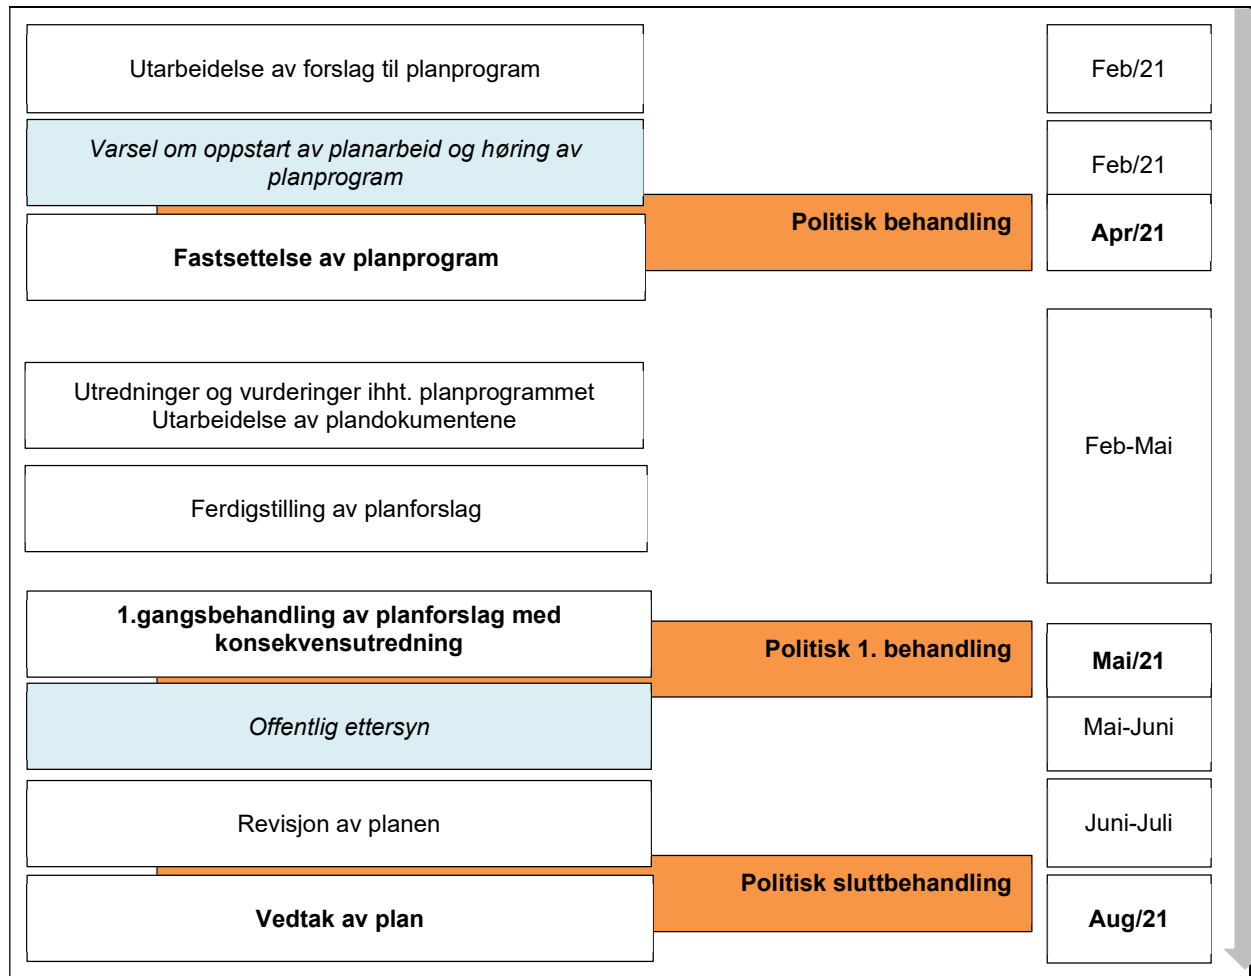 Utarbeidelse av forslag til planprogram
Feb/21
Varsel om oppstart av planarbeid og høring av
planprogram
Feb/21
Politisk behandling
Apr/21
Fastsettelse av planprogram
Utredninger og vurderinger ihht. planprogrammet
Utarbeidelse av plandokumentene
Feb-Mai
Ferdigstilling av planforslag
1.gangsbehandling av planforslag med
konsekvensutredning
Politisk 1. behandling
Mai/21
Offentlig ettersyn
Mai-Juni
Revisjon av planen
Juni-Juli
Politisk sluttbehandling
Vedtak av plan
Aug/21